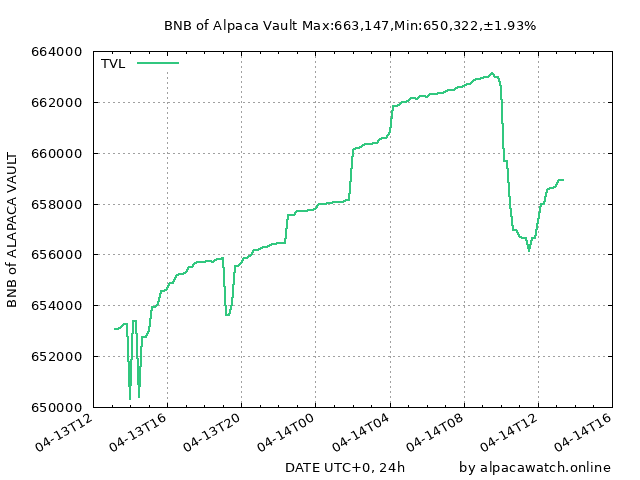 BNB of Alpaca Vault Max:663,147,Min:650,322,±1.93%
664000
TVL
662000
660000
658000
656000
654000
652000
650000
BNB of ALAPACA VAULT
04-13T12
04-13T16
04-13T20
04-14T00
04-14T04
04-14T08
04-14T12
04-14T16
DATE UTC+0, 24h
by alpacawatch.online